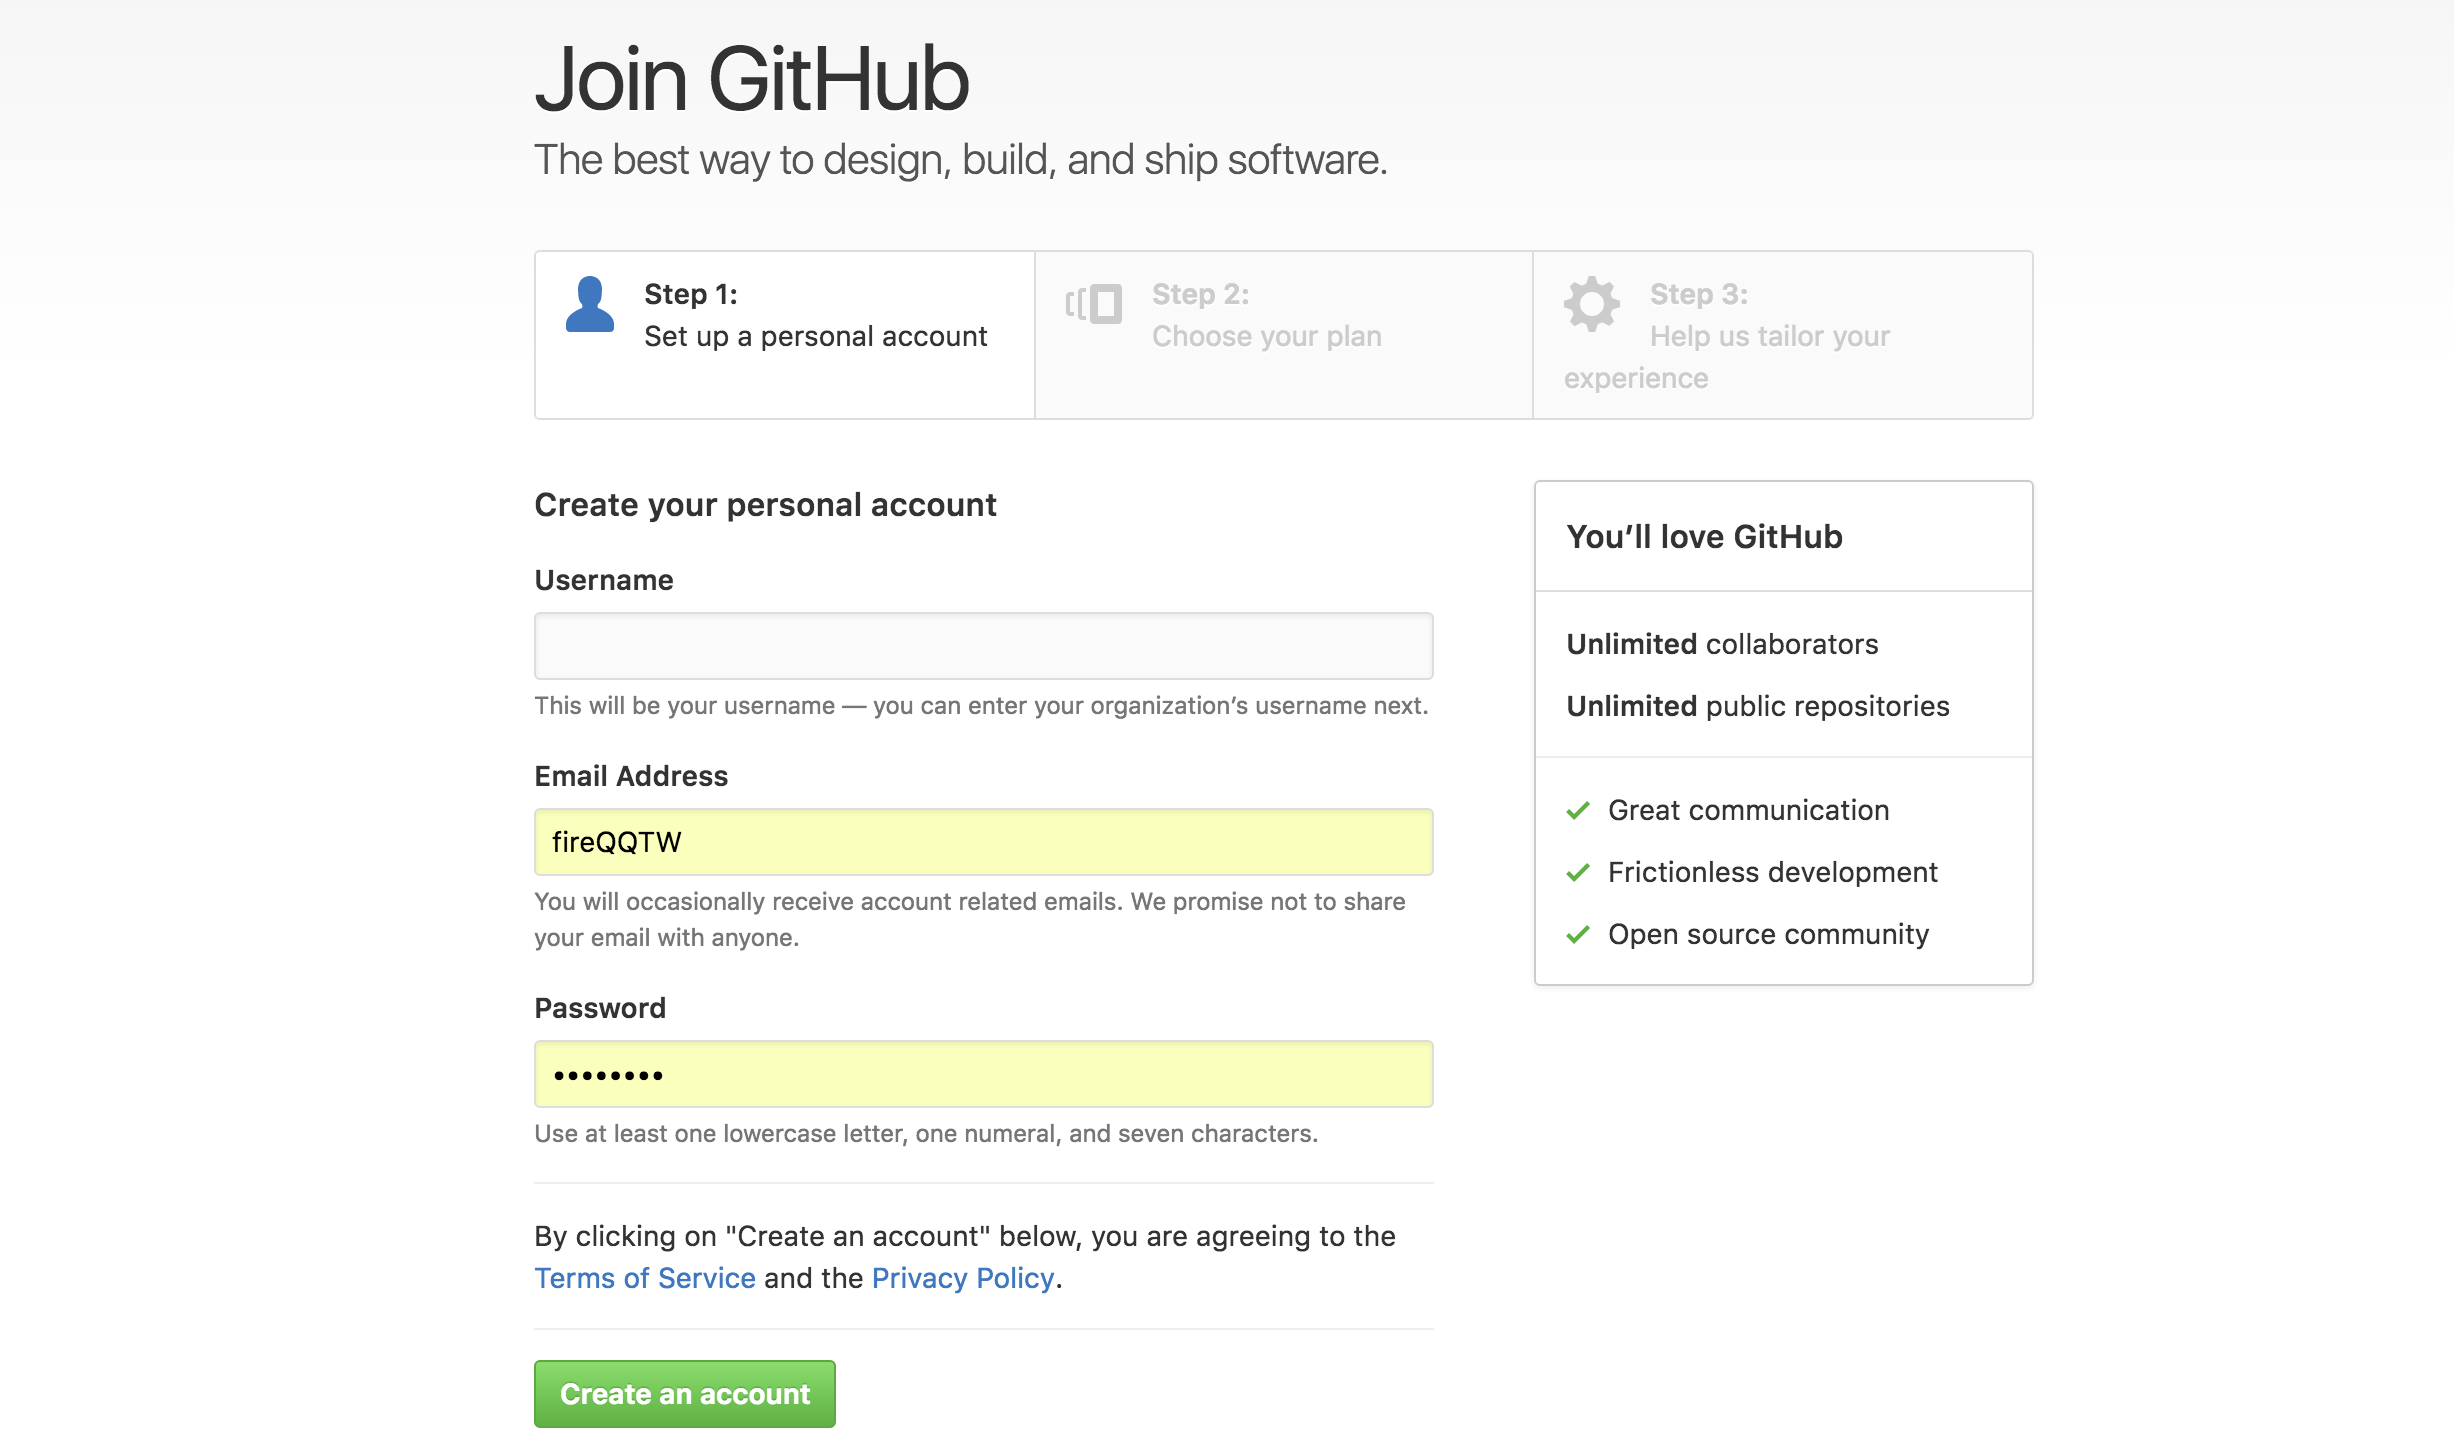 Join GitHub
The best way to design, build, and ship software.
Step 1:
Set up a personal account
Step 2:
Choose your plan
Step 3:
Help us tailor your
experience
Create your personal account
Username
This will be your username — you can enter your organization’s username next.
Email Address
fireQQTW
You will occasionally receive account related emails. We promise not to share
your email with anyone.
Password
••••••••
Use at least one lowercase letter, one numeral, and seven characters.
By clicking on "Create an account" below, you are agreeing to the
Terms of Service and the Privacy Policy.
Create an account
You’ll love GitHub
Unlimited collaborators
Unlimited public repositories
Great communication
Frictionless development
Open source community